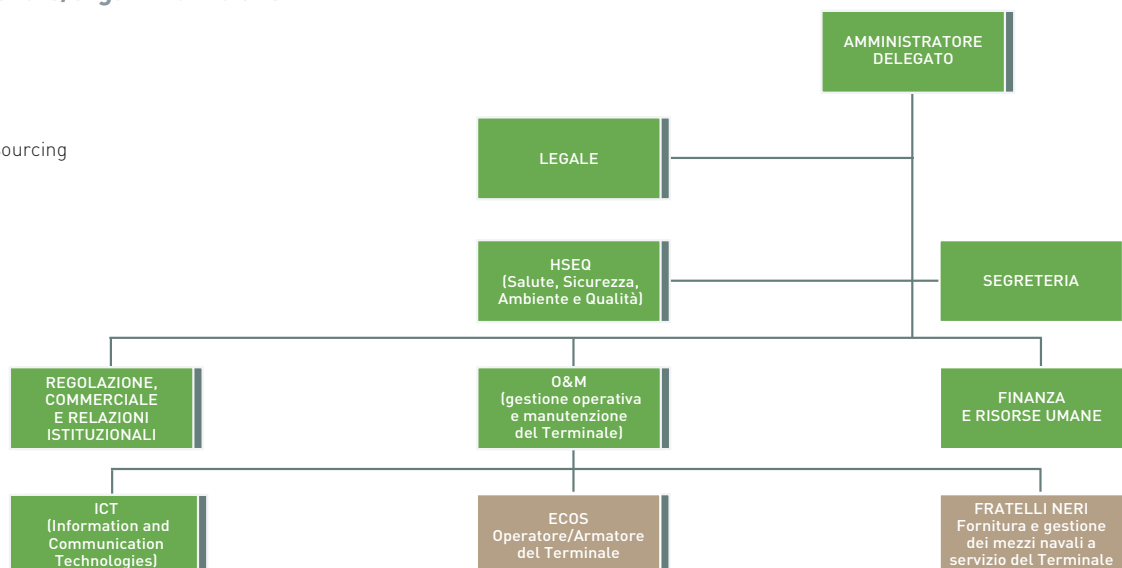 AMMINISTRATORE
DELEGATO
sourcing
LEGALE
HSEQ
(Salute, Sicurezza,
Ambiente e Qualità)
SEGRETERIA
REGOLAZIONE,
COMMERCIALE
E RELAZIONI
ISTITUZIONALI
O&M
(gestione operativa
e manutenzione
del Terminale)
FINANZA
E RISORSE UMANE
ICT
(Information and
Communication
Technologies)
ECOS
Operatore/Armatore
del Terminale
FRATELLI NERI
Fornitura e gestione
dei mezzi navali a
servizio del Terminale